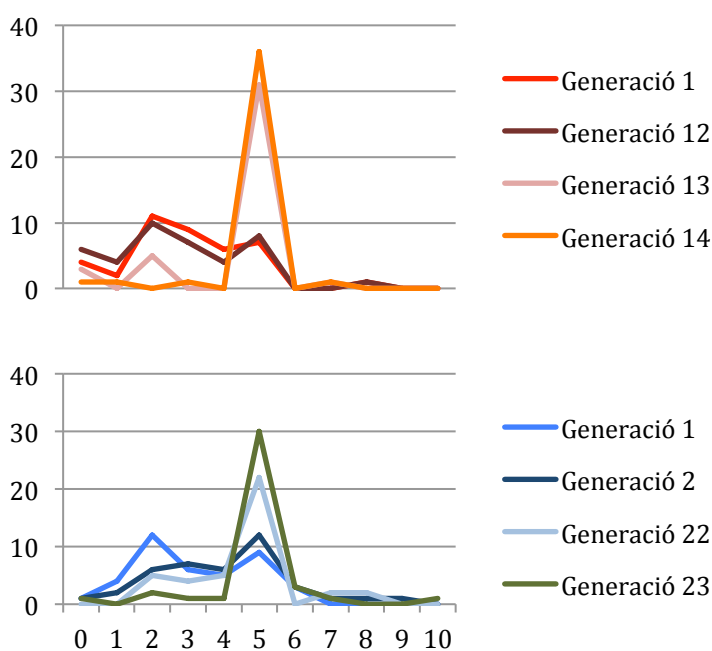 40
30
20
10
0
Generació 1
Generació 12
Generació 13
Generació 14
40
30
20
10
0
0 1 2 3 4 5 6 7 8 9 10
Generació 1
Generació 2
Generació 22
Generació 23